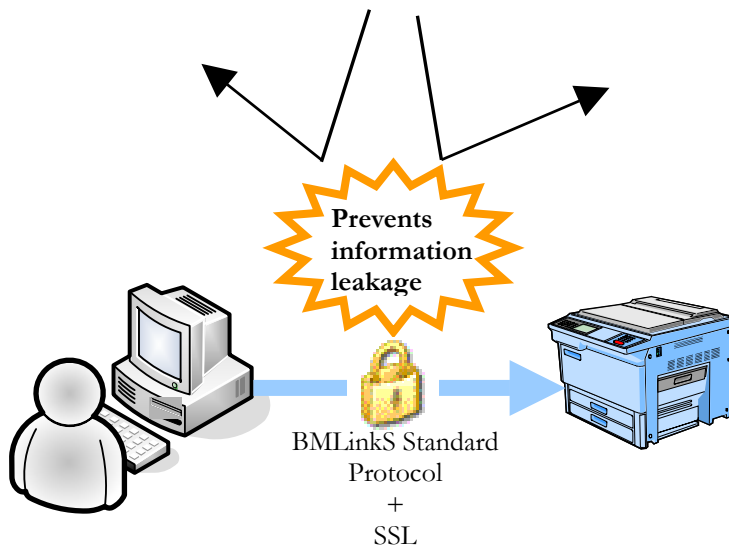 Prevents
information
leakage
BMLinkS Standard
Protocol
+
SSL